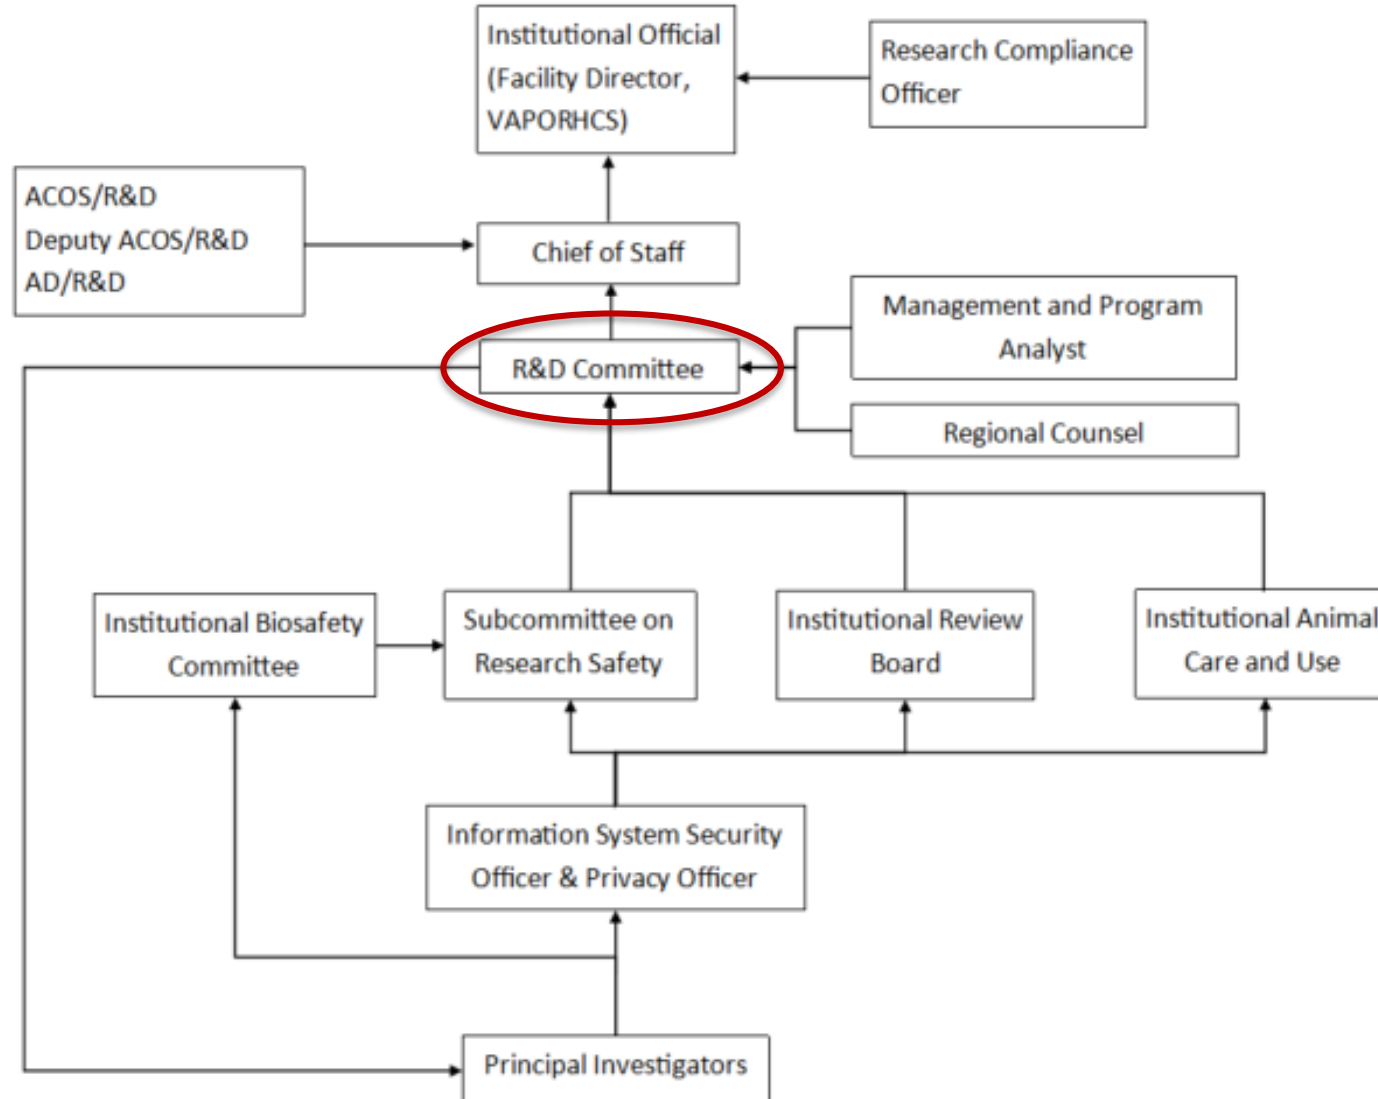 Institutional Official
(Facility Director,
VAPORHCS)
Research Compliance
Officer
ACOS/R&D
Deputy ACOS/R&D
AD/R&D
Chief of Staff
Management and Program
Analyst
R&D Committee
Regional Counsel
Institutional Biosafety
Committee
Subcommittee on
Research Safety
Institutional Review
Board
Institutional Animal
Care and Use
Information System Security
Officer & Privacy Officer
Principal Investigators